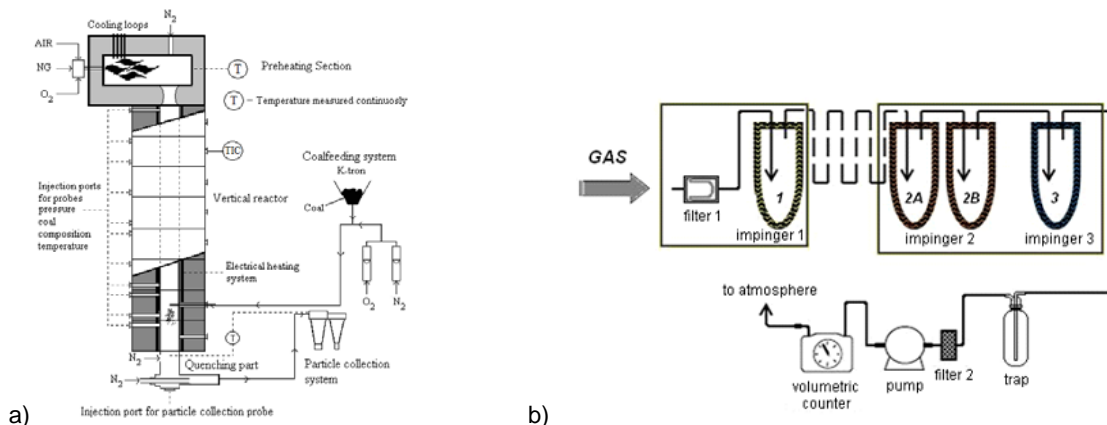 N2
Cooling loops
AIR
NG
O2
T
Preheating Section
T
– Temperature measured continuosly
TIC
Coalfeeding system
K-tron
Coal
Injection ports
for probes
pressure
coal
composition
temperature
Vertical reactor
Electrical heating
system
O2
N2
T
N2
Quenching part
Particle collection
system
N2
Injection port for particle collection probe
a)
GAS
filter 1
1
impinger 1
2A
2B
impinger 2
3
impinger 3
to atmosphere
volumetric
counter
pump
filter 2
trap
b)